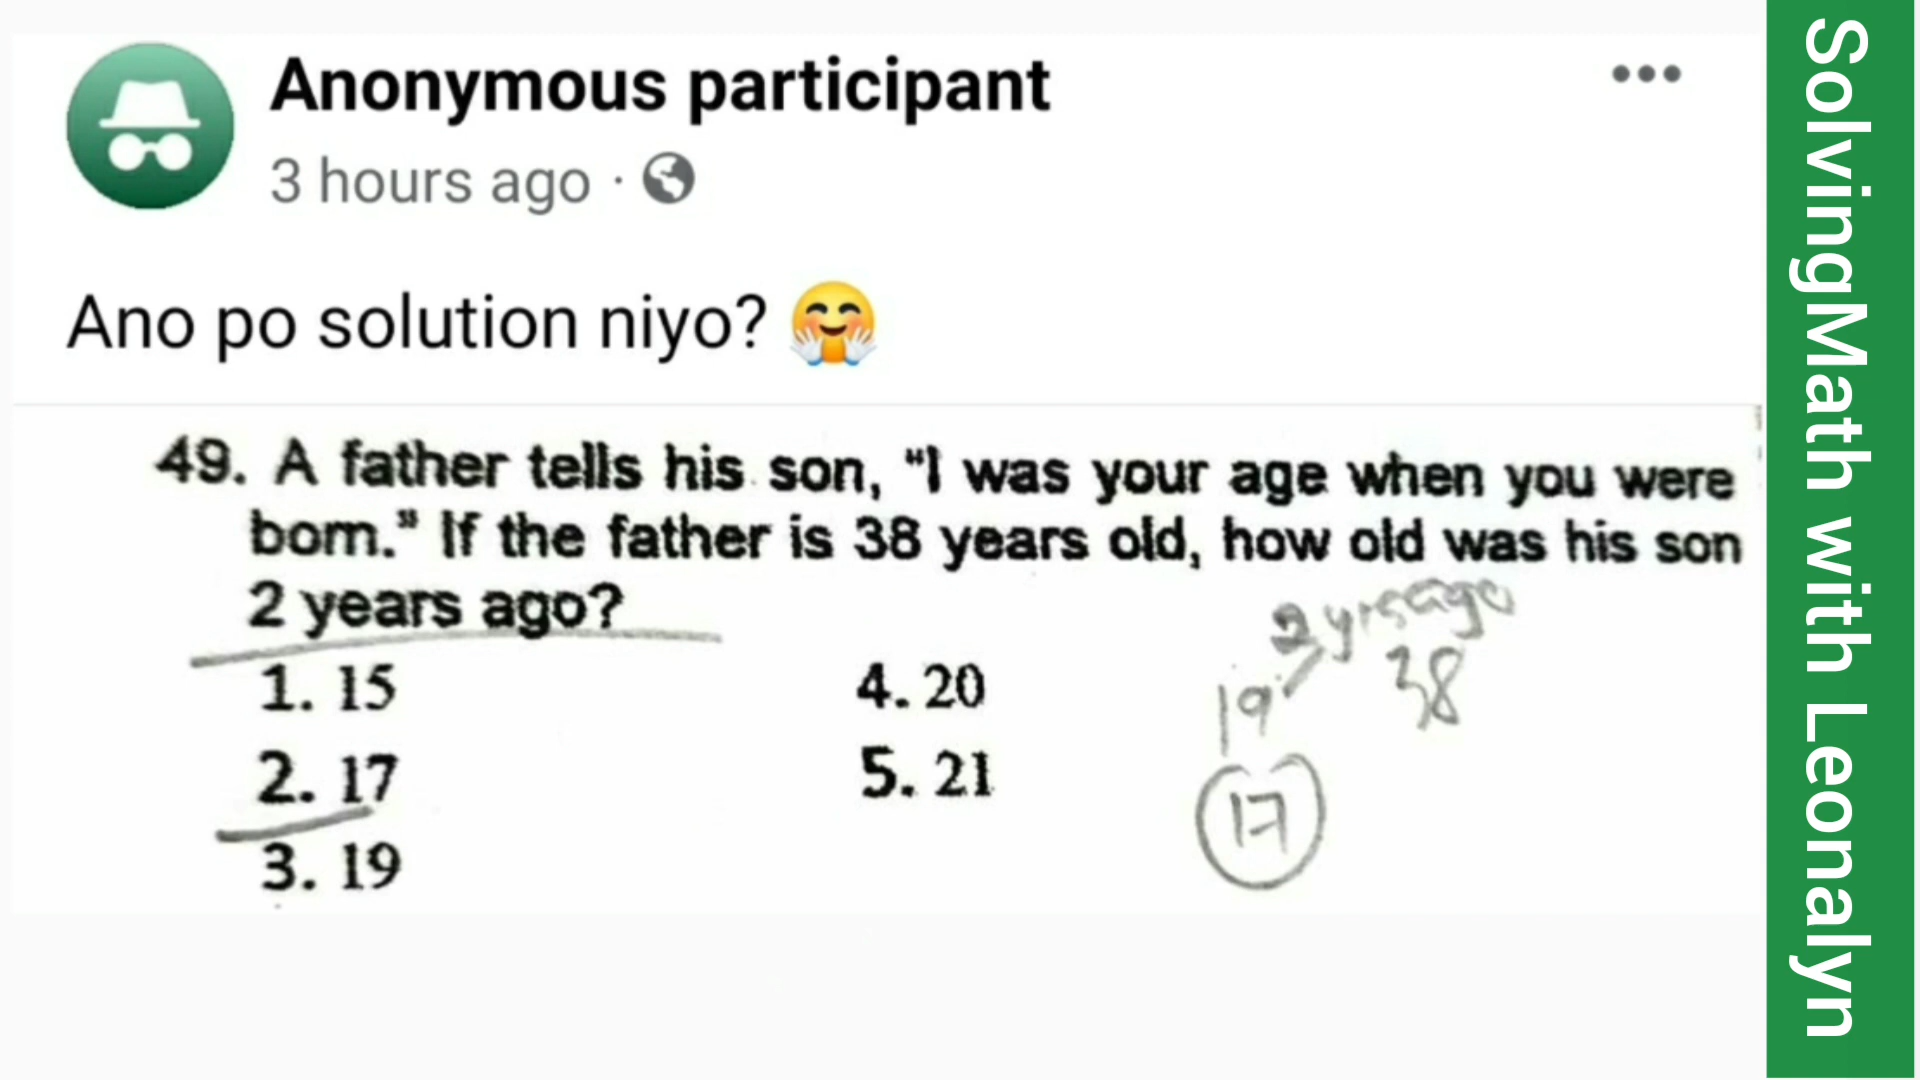 Anonymous participant
3 hours ago ·
Ano po solution niyo? 🤗
49. A father tells his son, "I was your age when you were
born." If the father is 38 years old, how old was his son
2 years ago?
1. 15
2. 17
3. 19
4. 20
5. 21
2 yrs ago
19 38
17
SolvingMath with Leonalyn